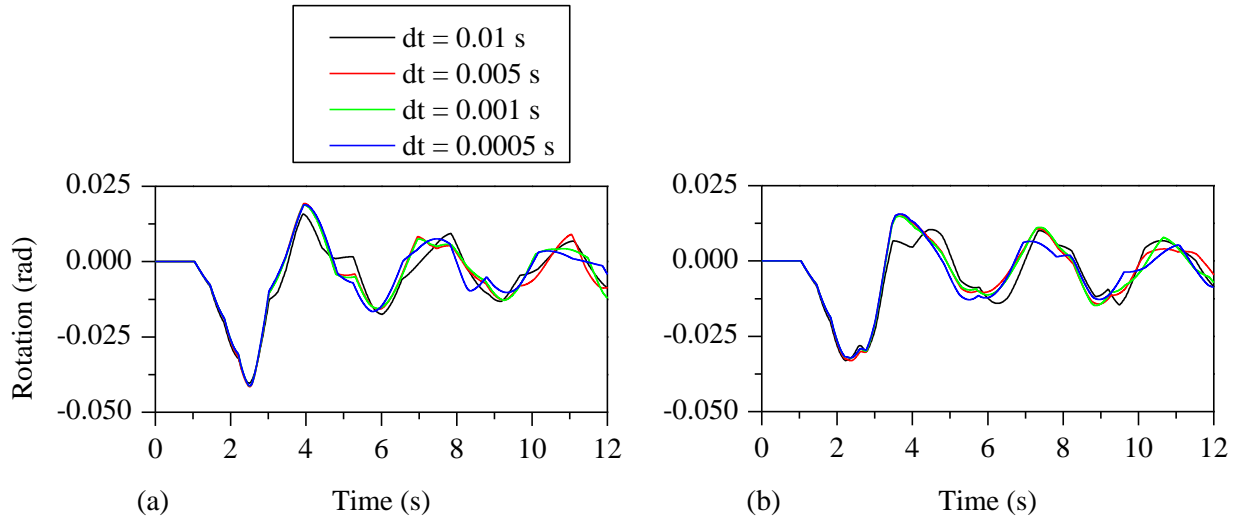 dt = 0.01 s
dt = 0.005 s
dt = 0.001 s
dt = 0.0005 s
Rotation (rad)
0.025
0.000
-0.025
-0.050
0 2 4 6 8 10 12
(a) Time (s)
0.025
0.000
-0.025
-0.050
0 2 4 6 8 10 12
(b) Time (s)